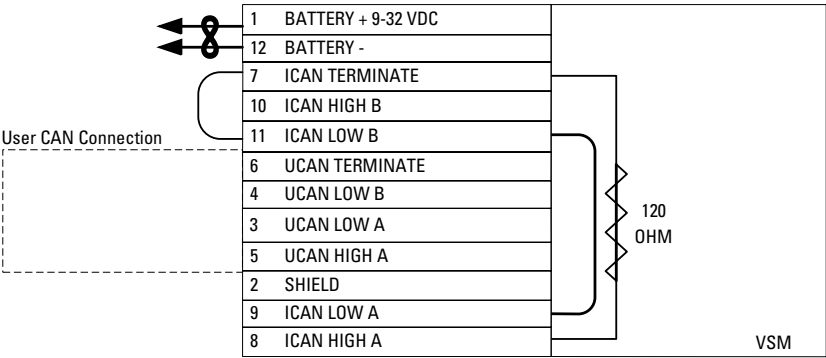 1 BATTERY + 9-32 VDC
12 BATTERY -
7 ICAN TERMINATE
10 ICAN HIGH B
11 ICAN LOW B
User CAN Connection
6 UCAN TERMINATE
4 UCAN LOW B
3 UCAN LOW A
5 UCAN HIGH A
2 SHIELD
9 ICAN LOW A
8 ICAN HIGH A
120
OHM
VSM